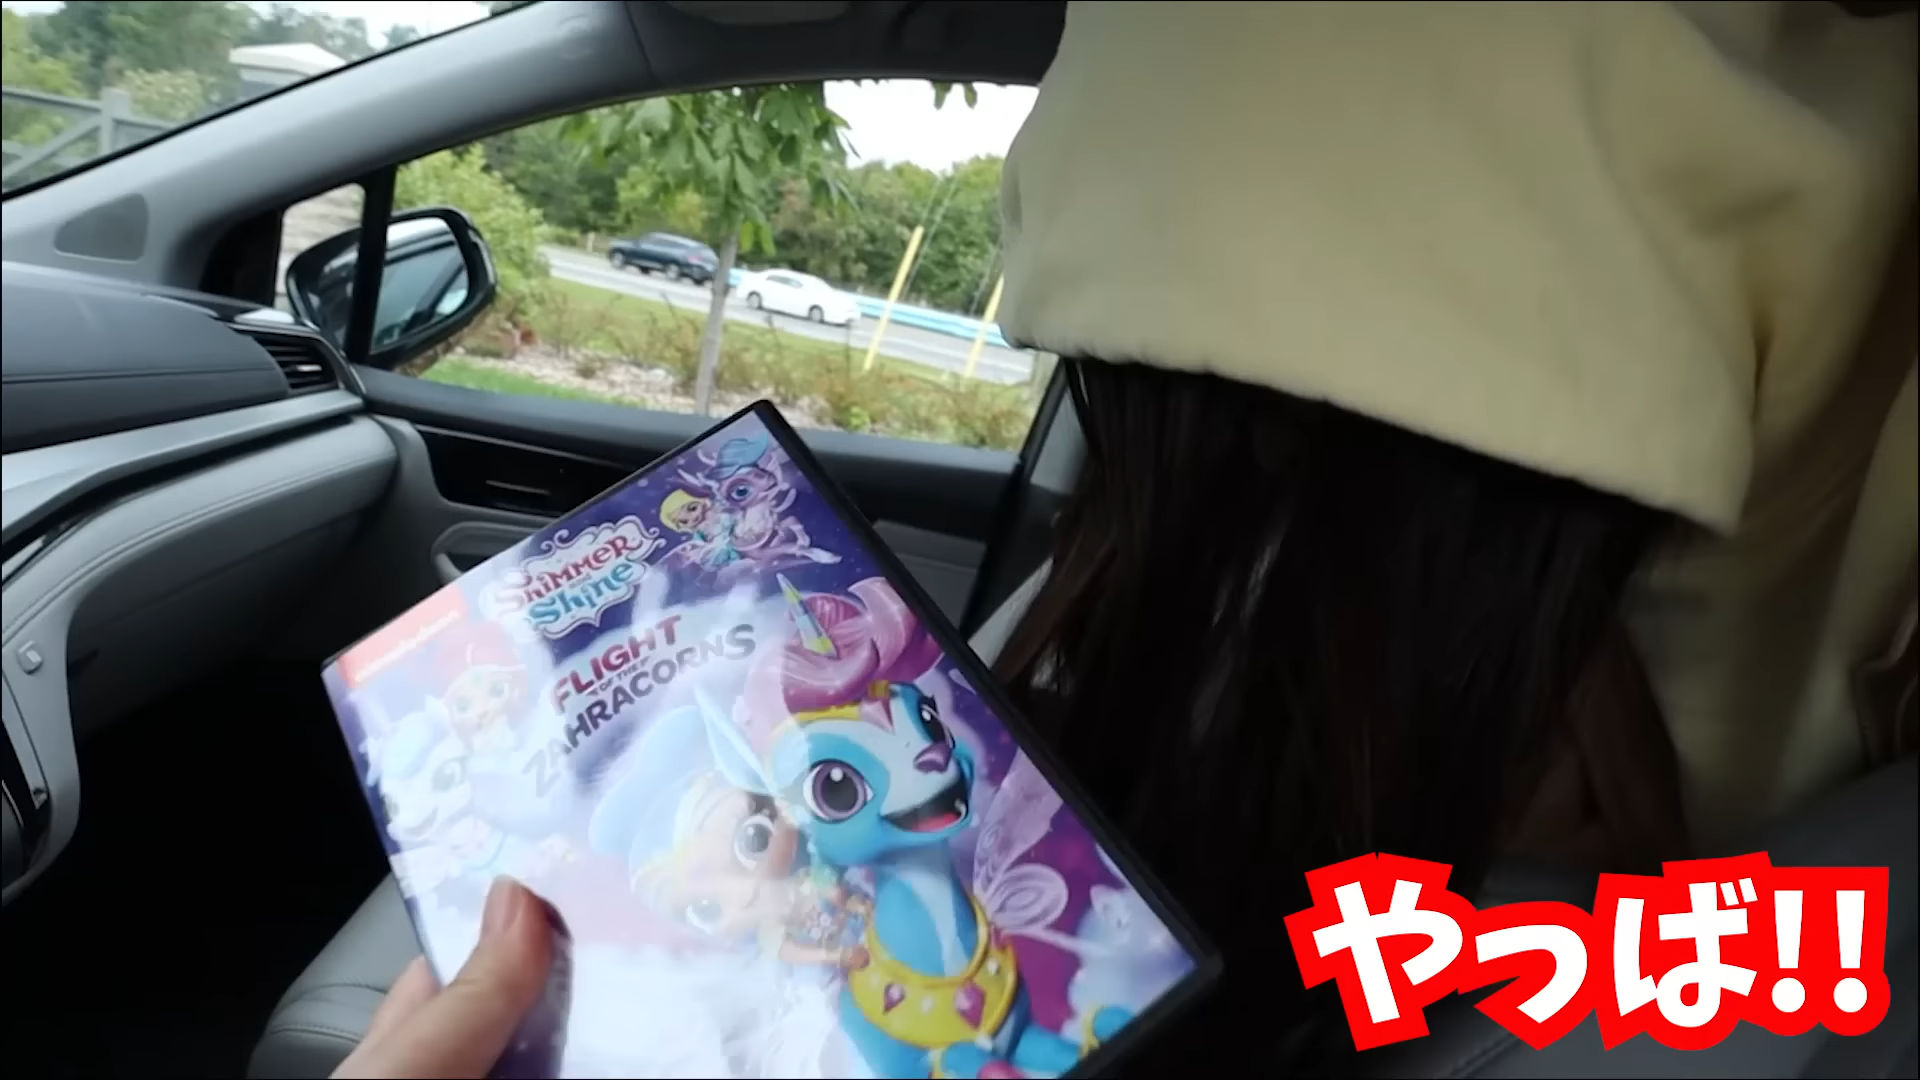 Shimmer
and
Shine
FLIGHT
OF THE
ZAHRACORNS
やっば!!